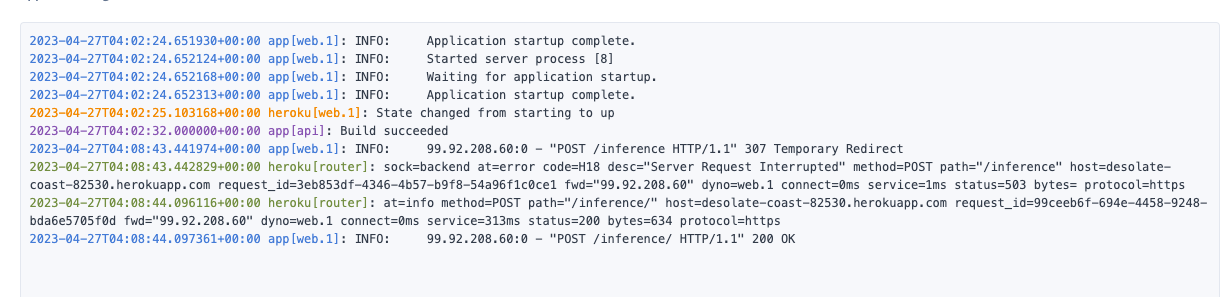 2023-04-27T04:02:24.651930+00:00 app[web.1]: INFO:     Application startup complete.
2023-04-27T04:02:24.652124+00:00 app[web.1]: INFO:     Started server process [8]
2023-04-27T04:02:24.652168+00:00 app[web.1]: INFO:     Waiting for application startup.
2023-04-27T04:02:24.652313+00:00 app[web.1]: INFO:     Application startup complete.
2023-04-27T04:02:25.103168+00:00 heroku[web.1]: State changed from starting to up
2023-04-27T04:02:32.000000+00:00 app[api]: Build succeeded
2023-04-27T04:08:43.441974+00:00 app[web.1]: INFO:     99.92.208.60:0 - "POST /inference HTTP/1.1" 307 Temporary Redirect
2023-04-27T04:08:43.442829+00:00 heroku[router]: sock=backend at=error code=H18 desc="Server Request Interrupted" method=POST path="/inference" host=desolate-
coast-82530.herokuapp.com request_id=3eb853df-4346-4b57-b9f8-54a96f1c0ce1 fwd="99.92.208.60" dyno=web.1 connect=0ms service=1ms status=503 bytes= protocol=https
2023-04-27T04:08:44.096116+00:00 heroku[router]: at=info method=POST path="/inference/" host=desolate-coast-82530.herokuapp.com request_id=99ceeb6f-694e-4458-9248-
bda6e5705f0d fwd="99.92.208.60" dyno=web.1 connect=0ms service=313ms status=200 bytes=634 protocol=https
2023-04-27T04:08:44.097361+00:00 app[web.1]: INFO:     99.92.208.60:0 - "POST /inference/ HTTP/1.1" 200 OK